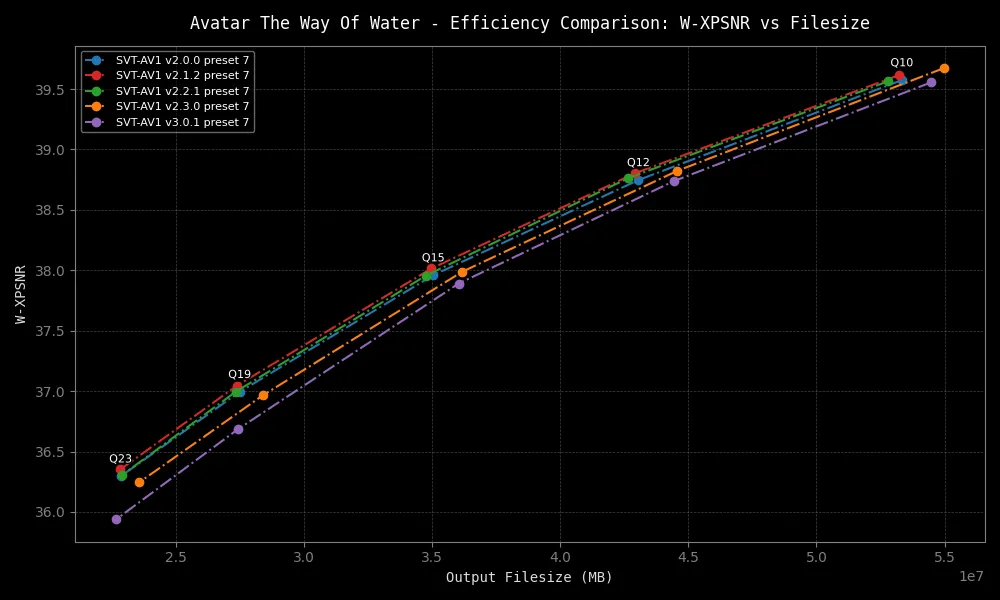 Avatar The Way Of Water - Efficiency Comparison: W-XPSNR vs Filesize
SVT-AV1 v2.0.0 preset 7
SVT-AV1 v2.1.2 preset 7
SVT-AV1 v2.2.1 preset 7
SVT-AV1 v2.3.0 preset 7
SVT-AV1 v3.0.1 preset 7
Q10
Q12
Q15
Q19
Q23
W-XPSNR
39.5
39.0
38.5
38.0
37.5
37.0
36.5
36.0
2.5
3.0
3.5
4.0
4.5
5.0
5.5
1e7
Output Filesize (MB)